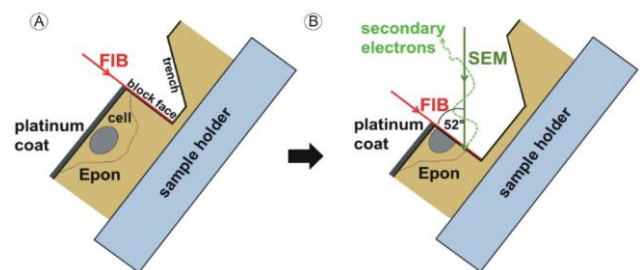 A
FIB
block face
trench
platinum
coat
cell
Epon
sample holder
B
secondary
electrons
SEM
FIB
52°
platinum
coat
Epon
sample holder